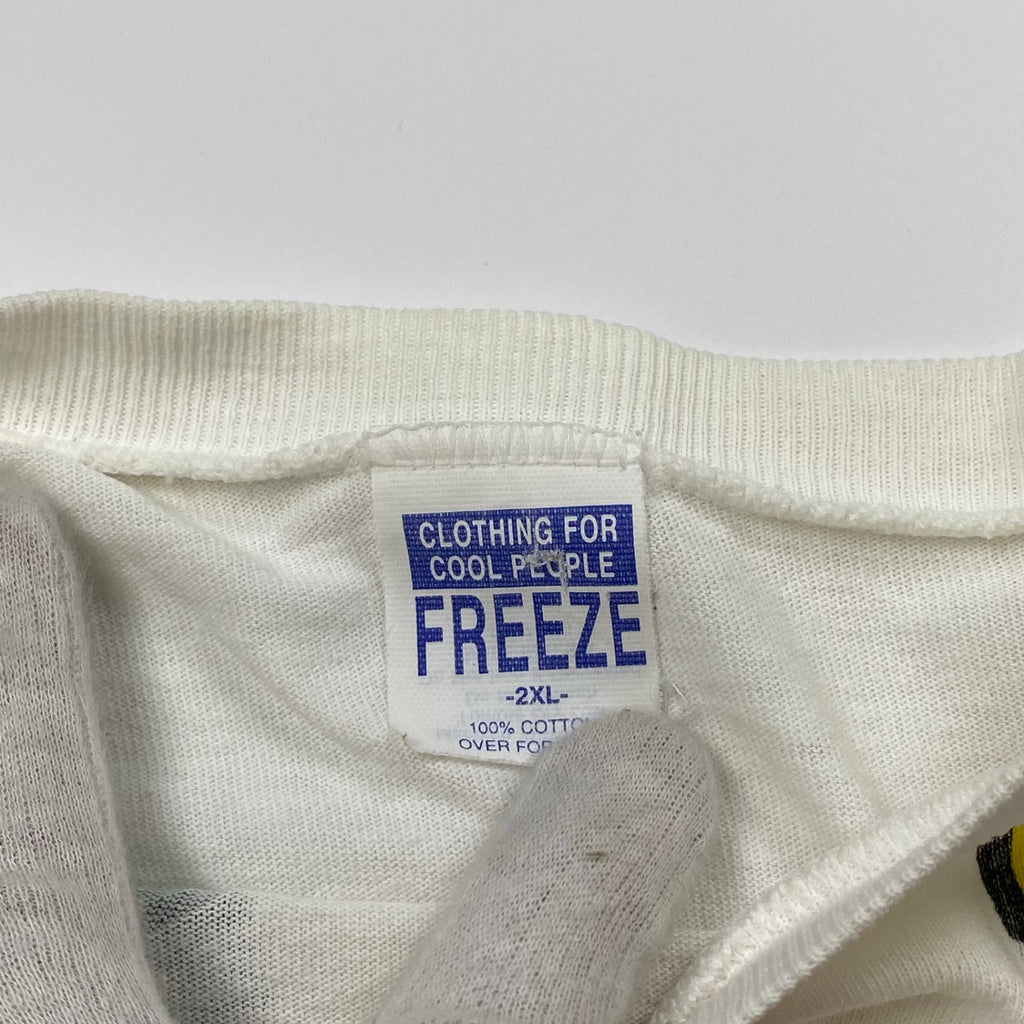 CLOTHING FOR
COOL PEOPLE
FREEZE
-2XL-
100% COTTO
OVER FOR